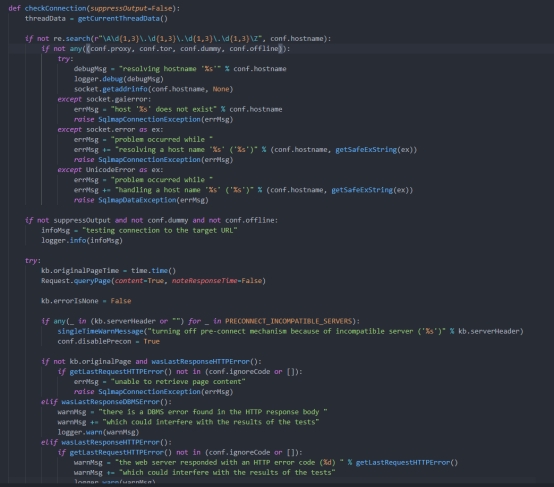 def checkConnection(suppressOutput=False):
    threadData = getCurrentThreadData()

    if not re.search(r"\A\d{1,3}\.\d{1,3}\.\d{1,3}\.\d{1,3}\Z", conf.hostname):
        if not any((conf.proxy, conf.tor, conf.dummy, conf.offline)):
            try:
                debugMsg = "resolving hostname '%s'" % conf.hostname
                logger.debug(debugMsg)
                socket.getaddrinfo(conf.hostname, None)
            except socket.gaierror:
                errMsg = "host '%s' does not exist" % conf.hostname
                raise SqlmapConnectionException(errMsg)
            except socket.error as ex:
                errMsg = "problem occurred while "
                errMsg += "resolving a host name '%s' ('%s')" % (conf.hostname, getSafeExString(ex))
                raise SqlmapConnectionException(errMsg)
            except UnicodeError as ex:
                errMsg = "problem occurred while "
                errMsg += "handling a host name '%s' ('%s')" % (conf.hostname, getSafeExString(ex))
                raise SqlmapDataException(errMsg)

    if not suppressOutput and not conf.dummy and not conf.offline:
        infoMsg = "testing connection to the target URL"
        logger.info(infoMsg)

    try:
        kb.originalPageTime = time.time()
        Request.queryPage(content=True, noteResponseTime=False)

        kb.errorIsNone = False

        if any(_ in (kb.serverHeader or "") for _ in PRECONNECT_INCOMPATIBLE_SERVERS):
            singleTimeWarnMessage("turning off pre-connect mechanism because of incompatible server ('%s')" % kb.serverHeader)
            conf.disablePrecon = True

        if not kb.originalPage and wasLastResponseHTTPError():
            if getLastRequestHTTPError() not in (conf.ignoreCode or []):
                errMsg = "unable to retrieve page content"
                raise SqlmapConnectionException(errMsg)
        elif wasLastResponseDBMSError():
            warnMsg = "there is a DBMS error found in the HTTP response body "
            warnMsg += "which could interfere with the results of the tests"
            logger.warn(warnMsg)
        elif wasLastResponseHTTPError():
            if getLastRequestHTTPError() not in (conf.ignoreCode or []):
                warnMsg = "the web server responded with an HTTP error code (%d) " % getLastRequestHTTPError()
                warnMsg += "which could interfere with the results of the tests"
                logger.warn(warnMsg)